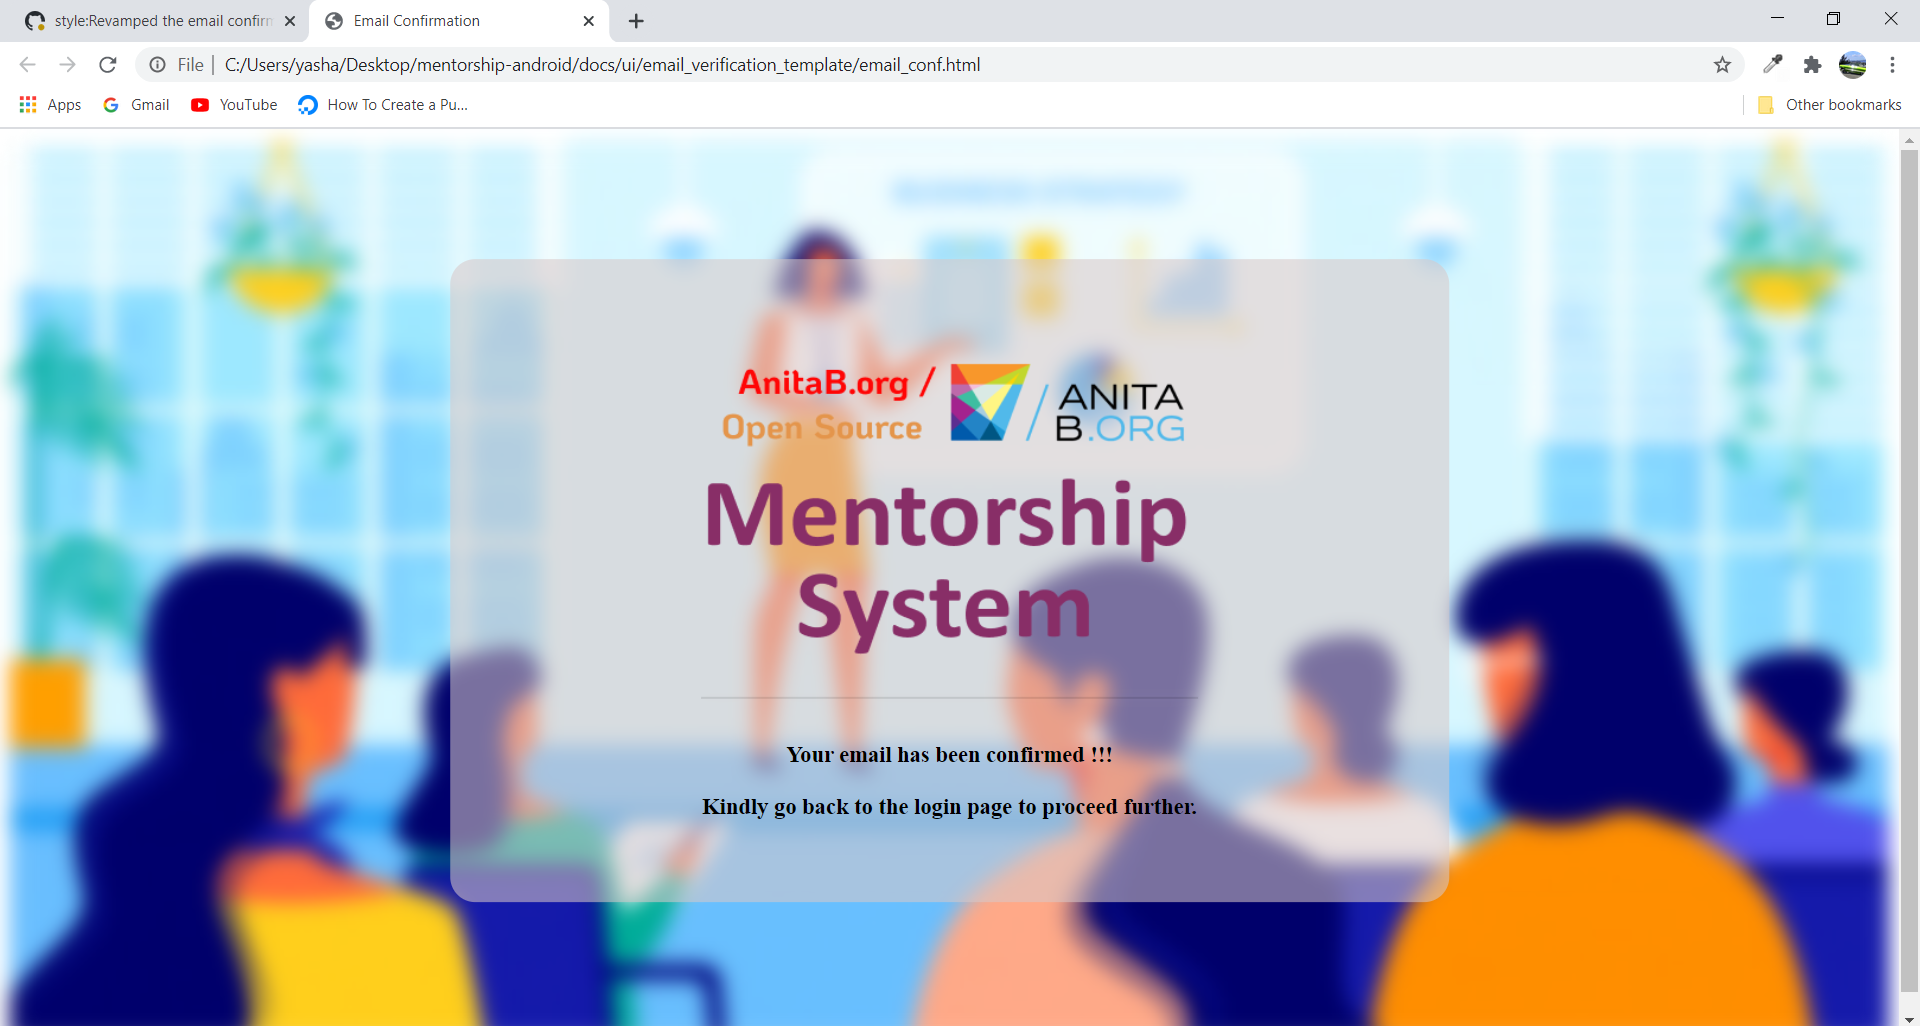 style:Revamped the email confirm
Email Confirmation
File
C:/Users/yasha/Desktop/mentorship-android/docs/ui/email_verification_template/email_conf.html
Apps
Gmail
YouTube
How To Create a Pu...
Other bookmarks
AnitaB.org /
Open Source
ANITA
B.ORG
Mentorship
System
Your email has been confirmed !!!
Kindly go back to the login page to proceed further.